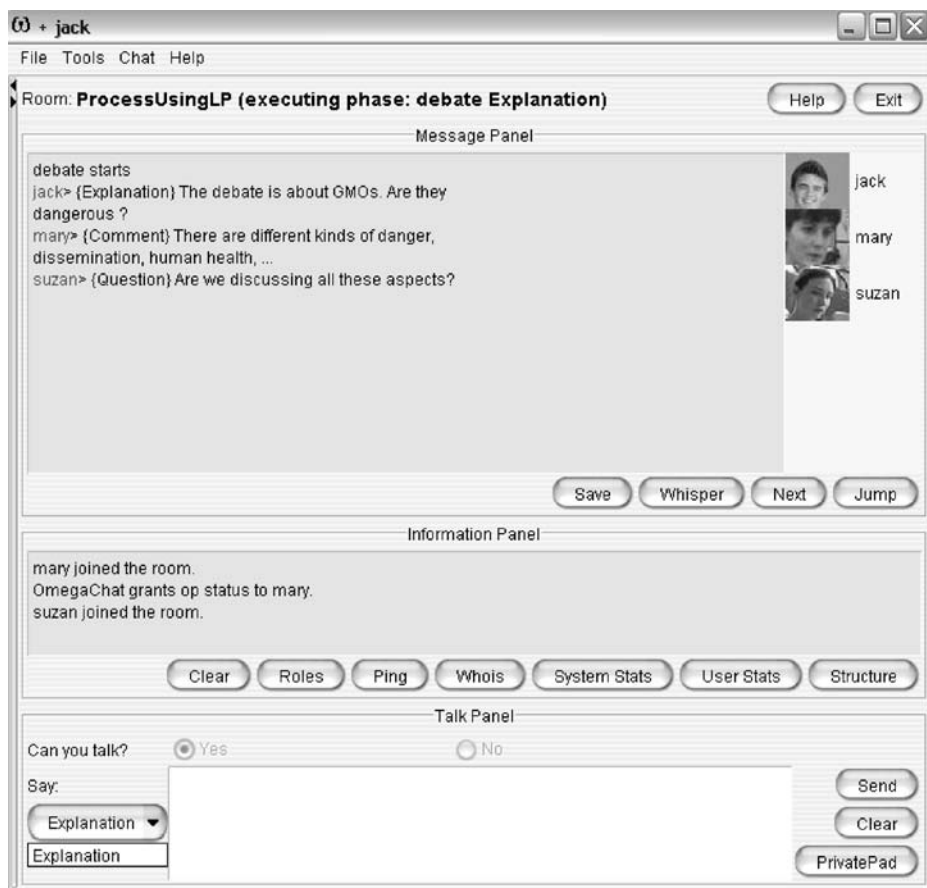 ω + jack
File Tools Chat Help
Room: ProcessUsingLP (executing phase: debate Explanation)
Help Exit
Message Panel
debate starts
jack> {Explanation} The debate is about GMOs. Are they
dangerous ?
mary> {Comment} There are different kinds of danger,
dissemination, human health, ...
suzan> {Question} Are we discussing all these aspects?
jack
mary
suzan
Save Whisper Next Jump
Information Panel
mary joined the room.
OmegaChat grants op status to mary.
suzan joined the room.
Clear Roles Ping Whois System Stats User Stats Structure
Talk Panel
Can you talk? Yes No
Say:
Send
Explanation
Clear
Explanation
PrivatePad